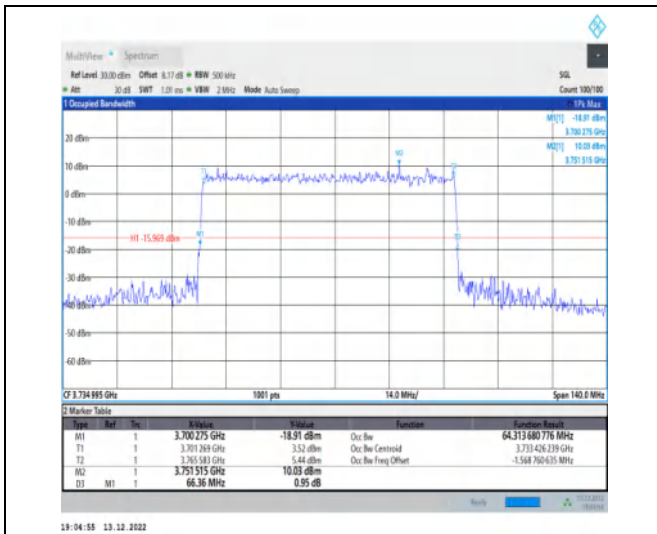 MultiView Spectrum
Ref Level 30.00 dBm Offset 8.17 dB RBW 500 kHz SGL
Att 30 dB SWT 1.01 ms VBW 2 MHz Mode Auto Sweep Count 100/100
1 Occupied Bandwidth 1Pk Max
M1[1] -18.91 dBm
3.700 275 GHz
20 dBm
M2[1] 10.03 dBm
3.751 515 GHz
M2
10 dBm
T1
0 dBm
-10 dBm
H1 -15.969 dBm
M1
D3
-20 dBm
-30 dBm
-40 dBm
-50 dBm
-60 dBm
CF 3.734 995 GHz 1001 pts 14.0 MHz/ Span 140.0 MHz
2 Marker Table
Type Ref Trc X-Value Y-Value Function Function Result
M1 1 3.700 275 GHz -18.91 dBm Occ Bw 64.313 680 776 MHz
T1 1 3.701 269 GHz 3.52 dBm Occ Bw Centroid 3.733 426 239 GHz
T2 1 3.765 583 GHz 5.44 dBm Occ Bw Freq Offset -1.568 760 635 MHz
M2 1 3.751 515 GHz 10.03 dBm
D3 M1 1 66.36 MHz 0.95 dB
Ready
19:04:55 13.12.2022